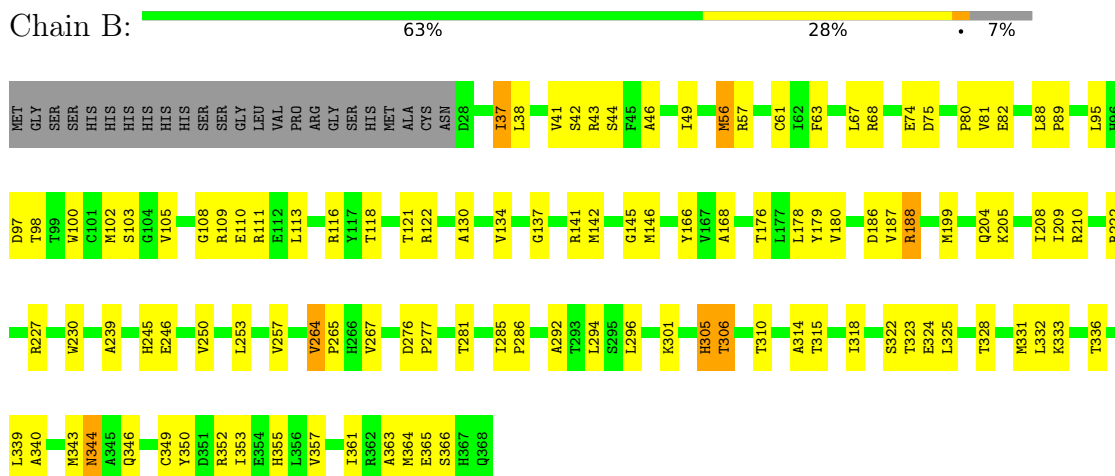 Chain B:
63% 28% • 7%
MET GLY SER SER HIS HIS HIS HIS HIS HIS SER SER GLY LEU VAL PRO ARG GLY SER HIS MET ALA CYS ASN D28 I37 L38 V41 S42 R43 S44 F45 A46 I49 M56 R57 C61 I62 F63 L67 R68 E74 D75 P80 V81 E82 L88 P89 L95 H96
D97 T98 T99 W100 C101 M102 S103 G104 V105 G108 R109 E110 R111 E112 L113 R116 Y117 T118 T121 R122 A130 V134 G137 R141 M142 G145 M146 Y166 V167 A168 T176 L177 L178 Y179 V180 D186 V187 R188 M199 Q204 K205 I208 I209 R210
R227 W230 A239 H245 E246 V250 L253 V257 V264 P265 H266 V267 D276 P277 T281 I285 P286 A292 T293 L294 S295 L296 K301 H305 T306 T310 A314 T315 I318 S322 T323 E324 L325 T328 M331 L332 K333 T336
L339 A340 M343 N344 A345 Q346 C349 Y350 D351 R352 I353 E354 H355 L356 V357 I361 R362 A363 M364 E365 S366 H367 Q368